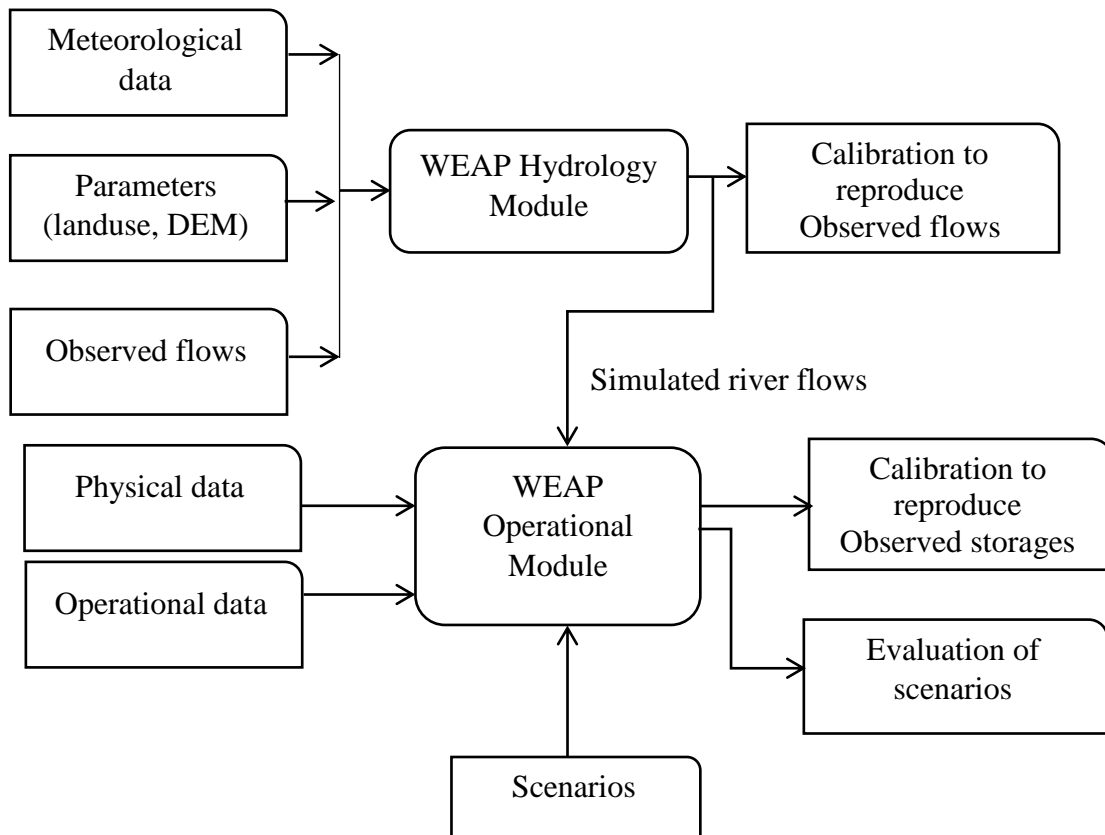 Meteorological
data
Parameters
(landuse, DEM)
Observed flows
WEAP Hydrology
Module
Calibration to
reproduce
Observed flows
Simulated river flows
Physical data
Operational data
WEAP
Operational
Module
Calibration to
reproduce
Observed storages
Evaluation of
scenarios
Scenarios